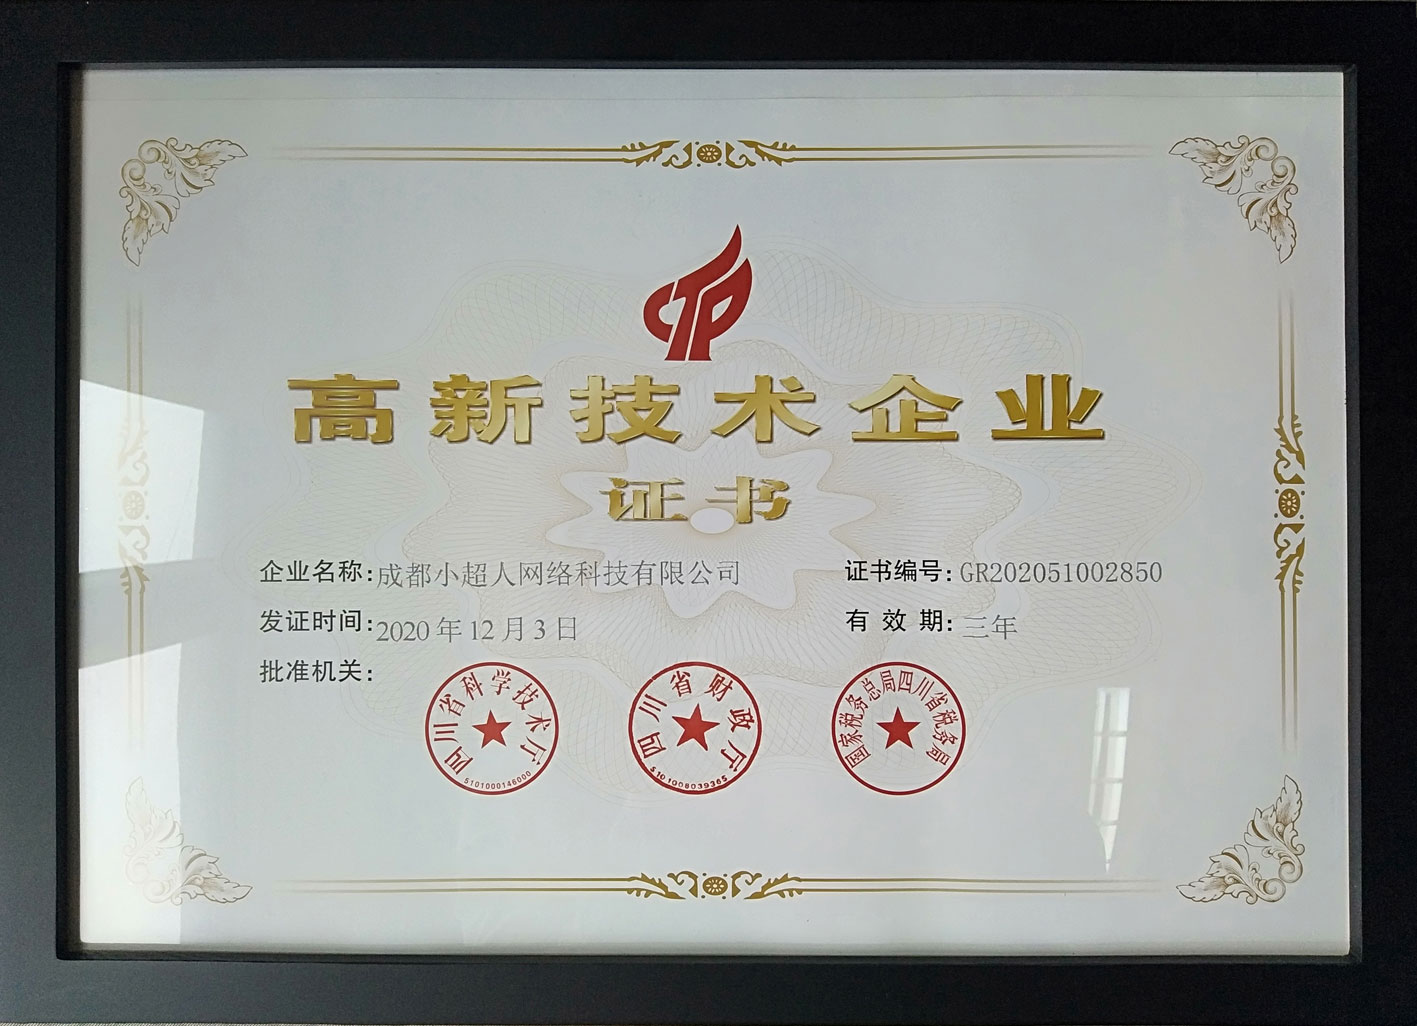 CTP
高新技术企业
证书
企业名称:成都小超人网络科技有限公司
证书编号:GR202051002850
发证时间:2020年12月3日
有效期:三年
批准机关:
四川省科学技术厅
5101000146000
四川省财政厅
5101008039365
国家税务总局四川省税务局